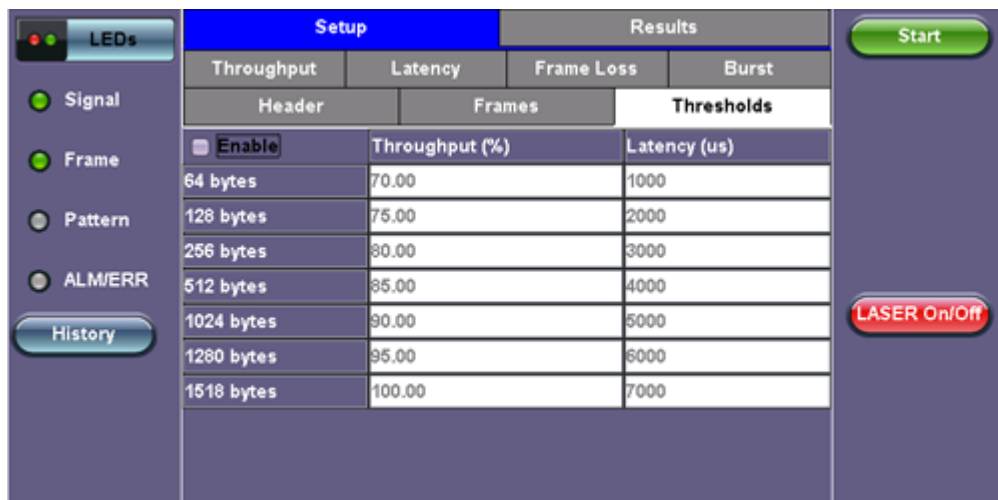 LEDs Setup Results Start
Throughput Latency Frame Loss Burst
Signal Header Frames Thresholds
Enable Throughput (%) Latency (us)
Frame
64 bytes 70.00 1000
Pattern 128 bytes 75.00 2000
256 bytes 80.00 3000
ALM/ERR 512 bytes 85.00 4000
History 1024 bytes 90.00 5000 LASER On/Off
1280 bytes 95.00 6000
1518 bytes 100.00 7000